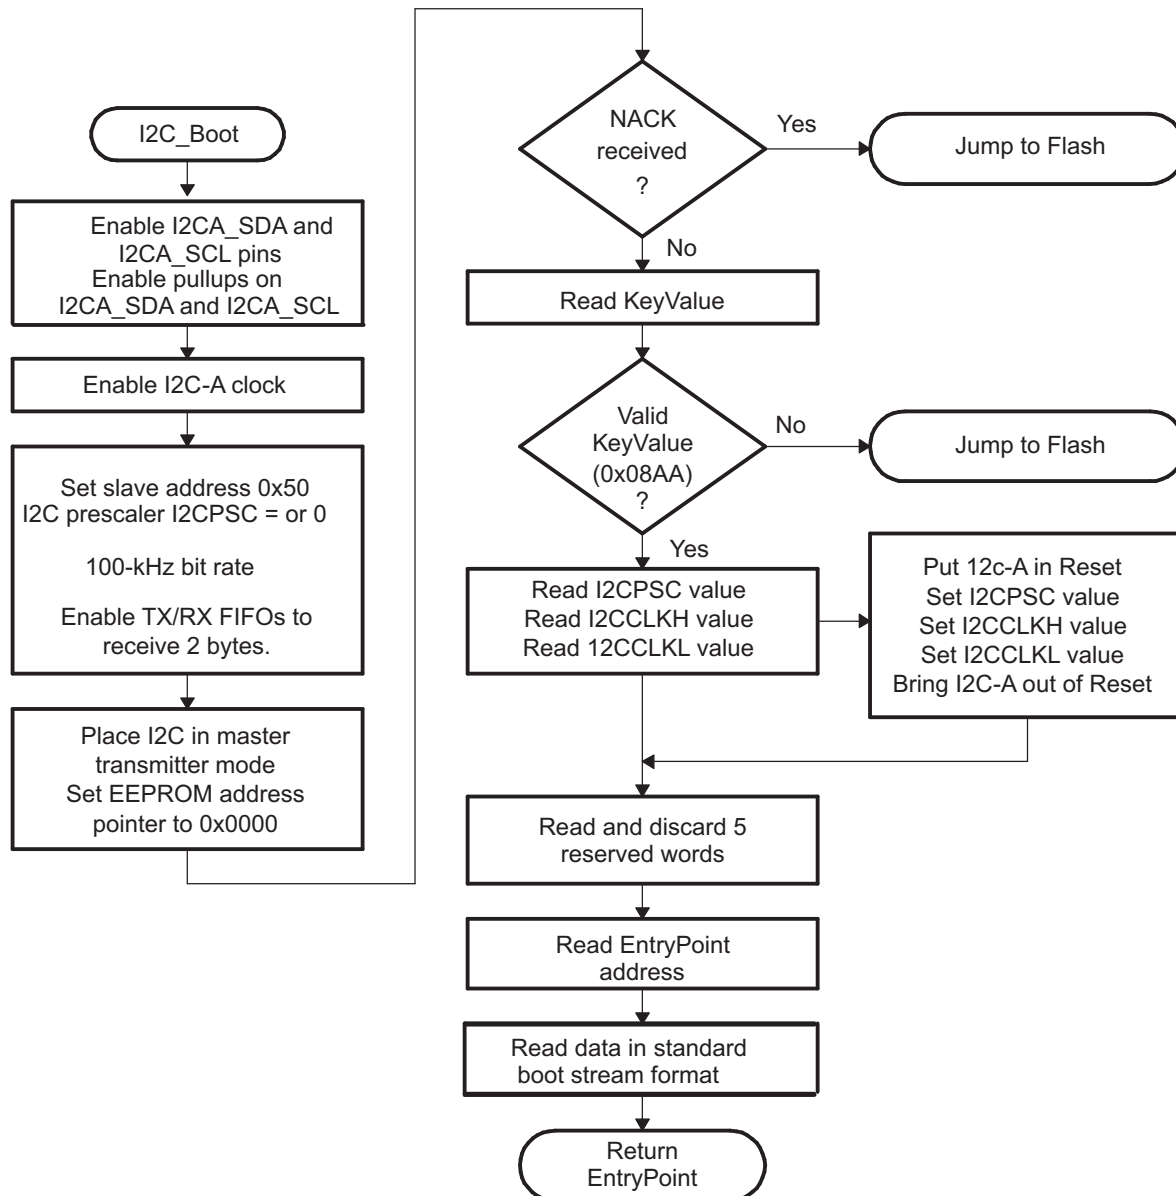 I2C_Boot
Enable I2CA_SDA and
I2CA_SCL pins
Enable pullups on
I2CA_SDA and I2CA_SCL
Enable I2C-A clock
Set slave address 0x50
I2C prescaler I2CPSC = or 0
100-kHz bit rate
Enable TX/RX FIFOs to
receive 2 bytes.
Place I2C in master
transmitter mode
Set EEPROM address
pointer to 0x0000
NACK
received
?
Yes
Jump to Flash
No
Read KeyValue
Valid
KeyValue
(0x08AA)
?
No
Jump to Flash
Yes
Read I2CPSC value
Read I2CCLKH value
Read 12CCLKL value
Put 12c-A in Reset
Set I2CPSC value
Set I2CCLKH value
Set I2CCLKL value
Bring I2C-A out of Reset
Read and discard 5
reserved words
Read EntryPoint
address
Read data in standard
boot stream format
Return
EntryPoint